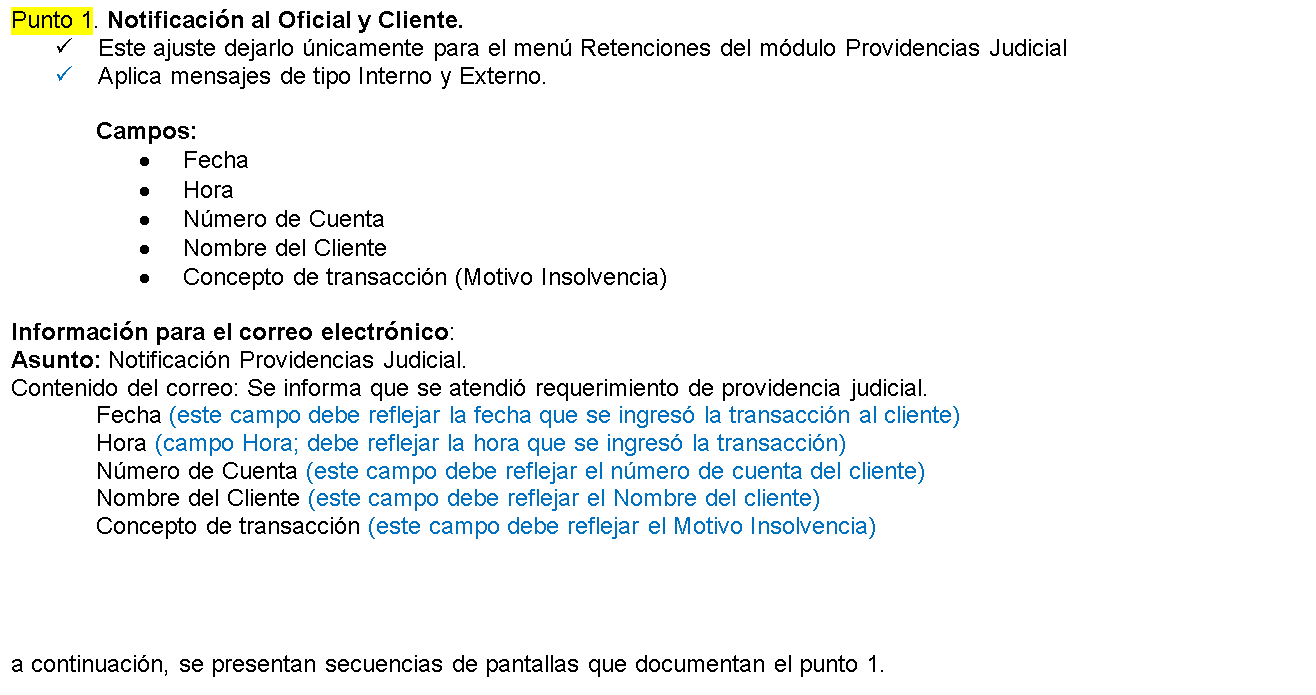 Punto 1. Notificación al Oficial y Cliente.
✓ Este ajuste dejarlo únicamente para el menú Retenciones del módulo Providencias Judicial
✓ Aplica mensajes de tipo Interno y Externo.
Campos:
• Fecha
• Hora
• Número de Cuenta
• Nombre del Cliente
• Concepto de transacción (Motivo Insolvencia)
Información para el correo electrónico:
Asunto: Notificación Providencias Judicial.
Contenido del correo: Se informa que se atendió requerimiento de providencia judicial.
Fecha (este campo debe reflejar la fecha que se ingresó la transacción al cliente)
Hora (campo Hora; debe reflejar la hora que se ingresó la transacción)
Número de Cuenta (este campo debe reflejar el número de cuenta del cliente)
Nombre del Cliente (este campo debe reflejar el Nombre del cliente)
Concepto de transacción (este campo debe reflejar el Motivo Insolvencia)
a continuación, se presentan secuencias de pantallas que documentan el punto 1.